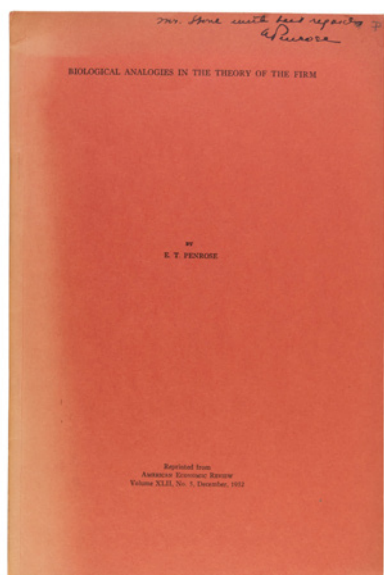 Mr. Stone with best regards
EPenrose
BIOLOGICAL ANALOGIES IN THE THEORY OF THE FIRM
BY
E. T. PENROSE
Reprinted from
AMERICAN ECONOMIC REVIEW
Volume XLII, No. 5, December, 1952